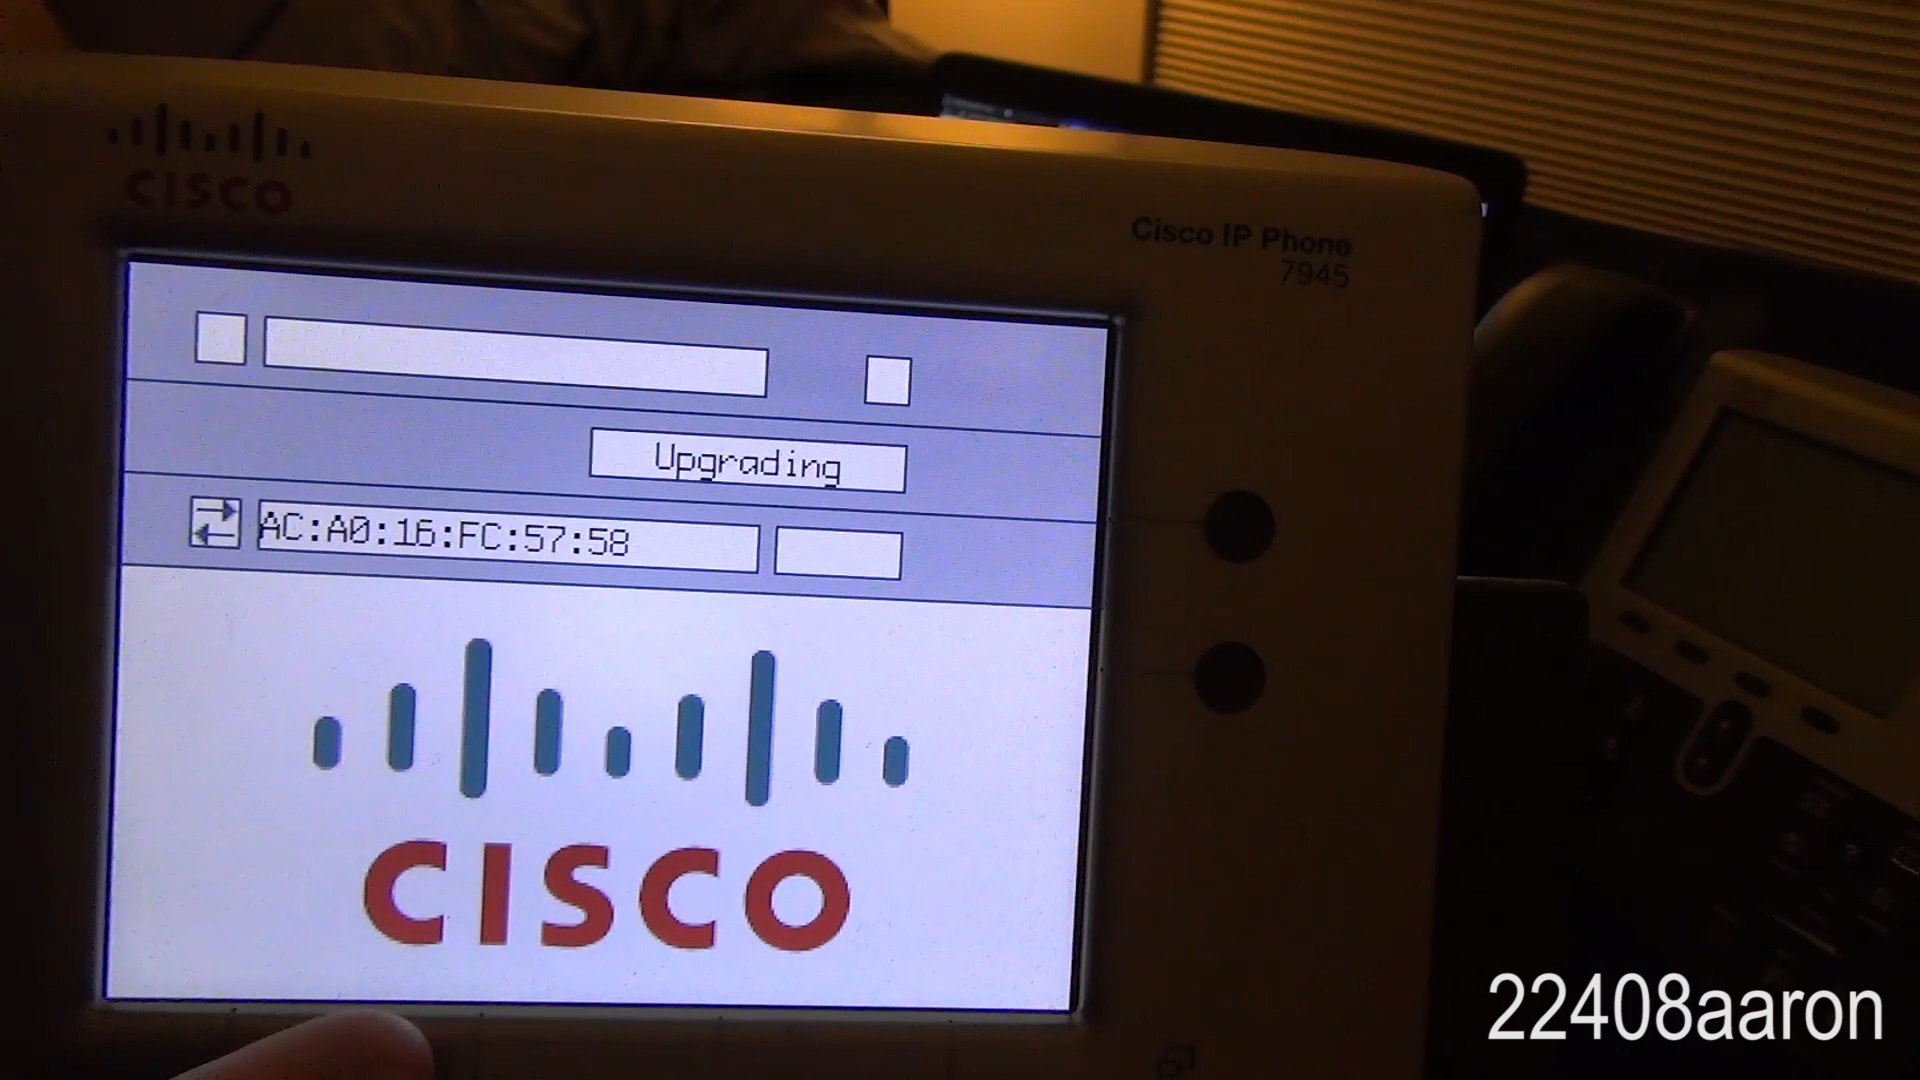 CISCO
Cisco IP Phone
7945
Upgrading
AC:A0:16:FC:57:58
CISCO
22408aaron